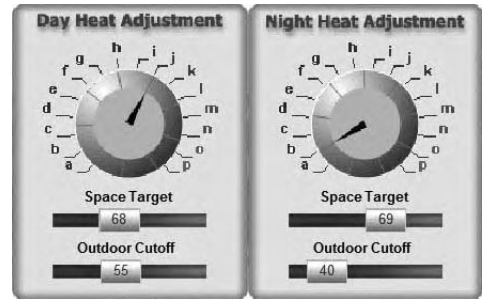 Day Heat Adjustment
a b c d e f g h i j k l m n o p
Space Target
68
Outdoor Cutoff
55
Night Heat Adjustment
a b c d e f g h i j k l m n o p
Space Target
69
Outdoor Cutoff
40